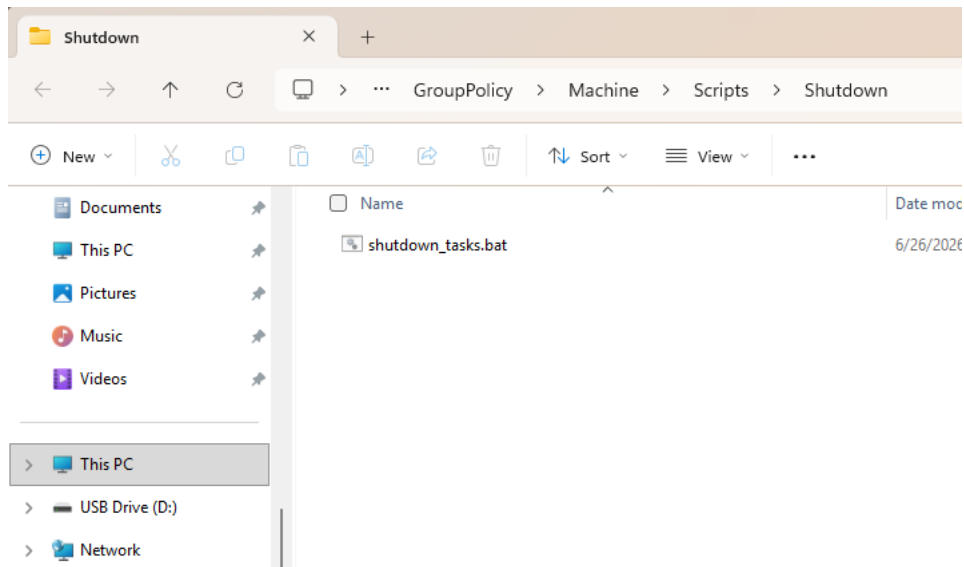 Shutdown
GroupPolicy > Machine > Scripts > Shutdown
New Sort View
Name Date mod
Documents
shutdown_tasks.bat 6/26/2026
This PC
Pictures
Music
Videos
This PC
USB Drive (D:)
Network